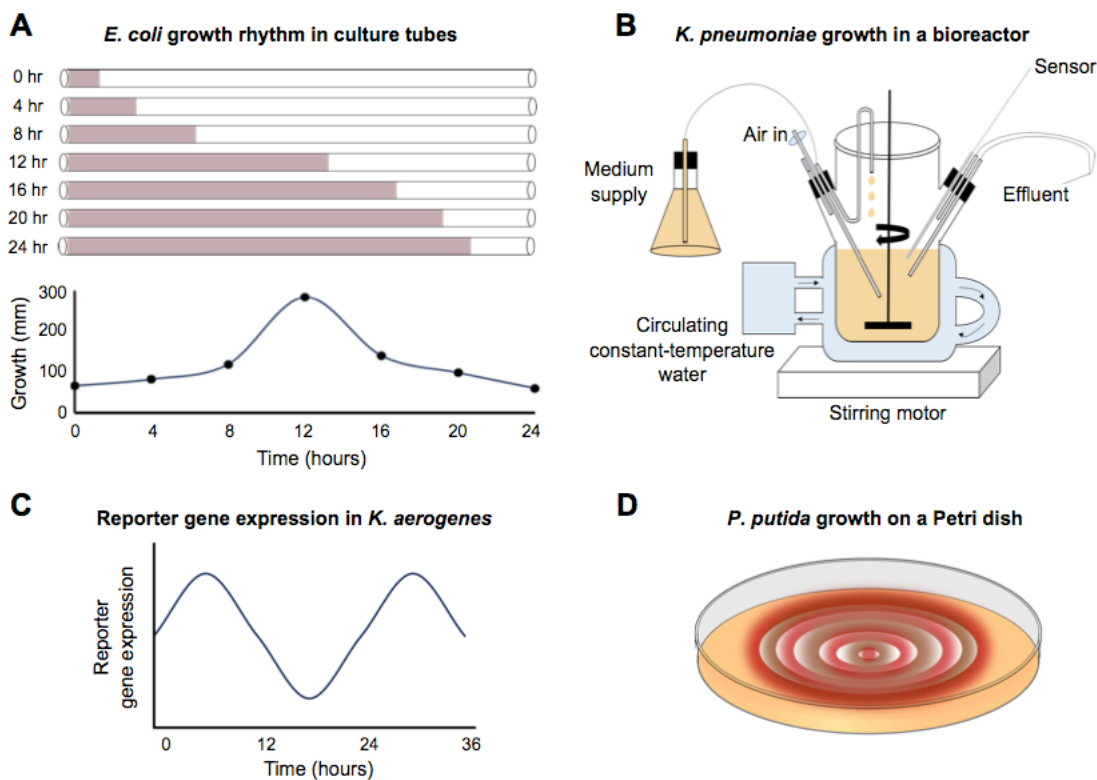 A
E. coli growth rhythm in culture tubes
0 hr
4 hr
8 hr
12 hr
16 hr
20 hr
24 hr
300
200
100
0
Growth (mm)
0 4 8 12 16 20 24
Time (hours)
B
K. pneumoniae growth in a bioreactor
Sensor
Air in
Medium
supply
Effluent
Circulating
constant-temperature
water
Stirring motor
C
Reporter gene expression in K. aerogenes
Reporter
gene expression
0 12 24 36
Time (hours)
D
P. putida growth on a Petri dish